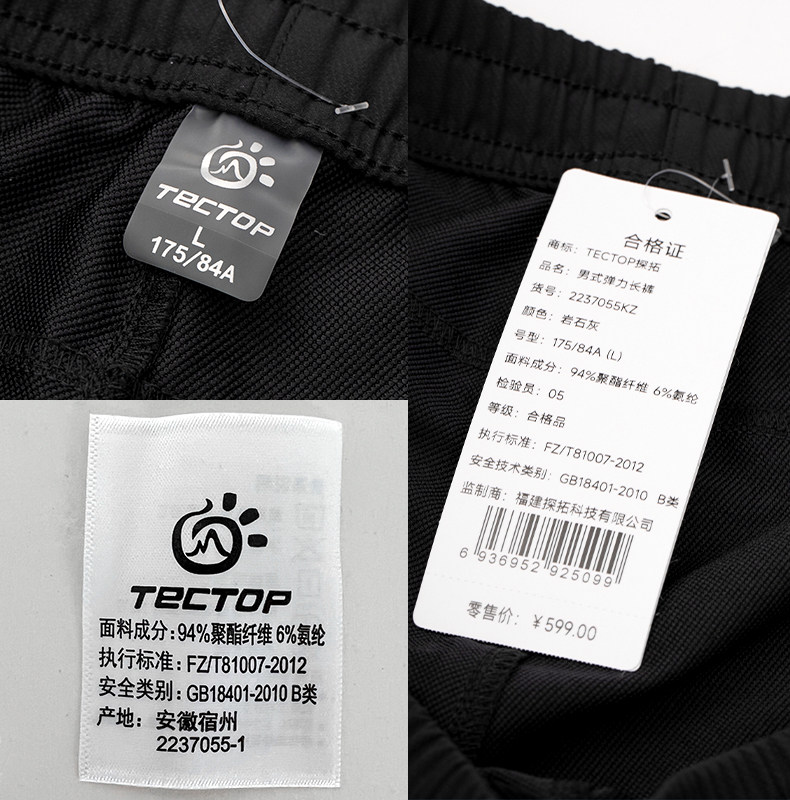 TECTOP
L
175/84A
合格证
商标：TECTOP探拓
品名：男式弹力长裤
货号：2237055KZ
颜色：岩石灰
号型：175/84A (L)
面料成分：94%聚酯纤维 6%氨纶
检验员：05
等级：合格品
执行标准：FZ/T81007-2012
安全技术类别：GB18401-2010 B类
监制商：福建探拓科技有限公司
6 936952 925099
零售价：￥599.00
TECTOP
面料成分:94%聚酯纤维 6%氨纶
执行标准:FZ/T81007-2012
安全类别:GB18401-2010 B类
产地：安徽宿州
2237055-1